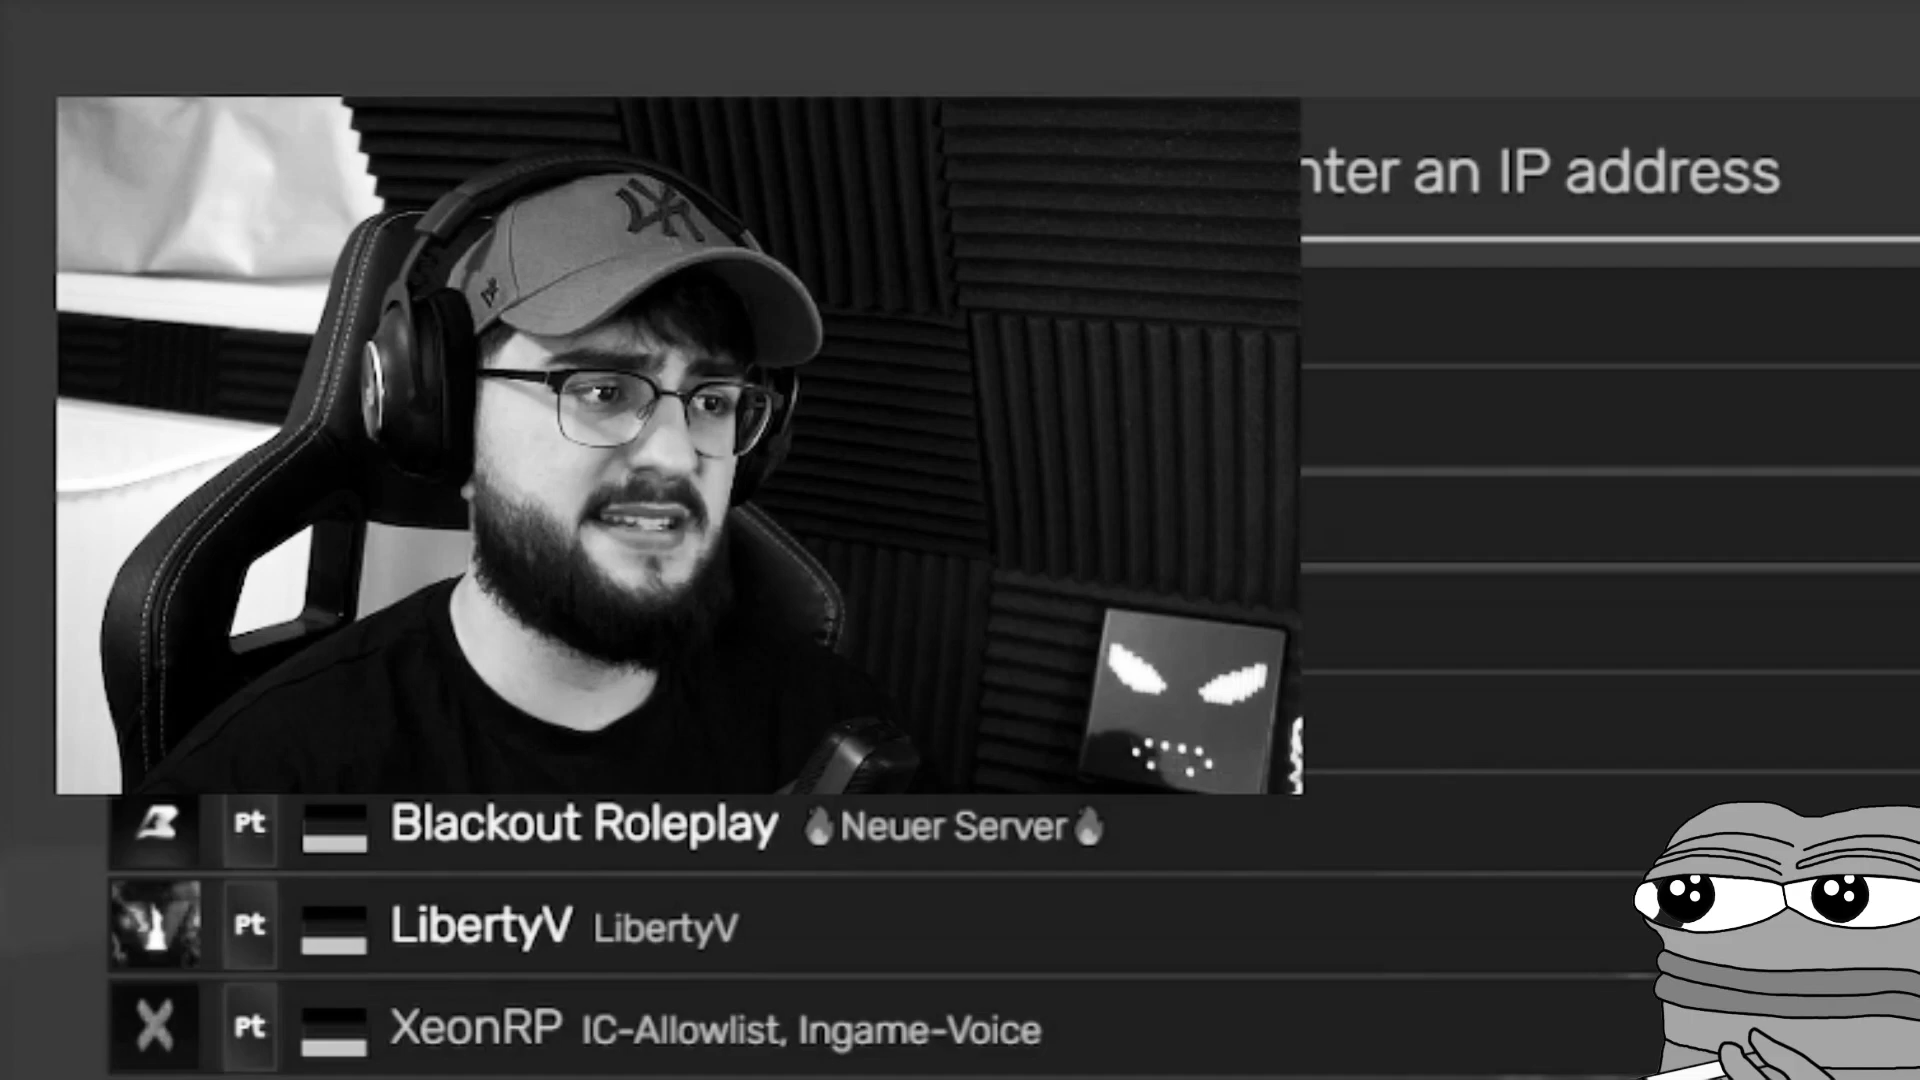 nter an IP address
Pt Blackout Roleplay 🔥Neuer Server🔥
Pt LibertyV LibertyV
Pt XeonRP IC-Allowlist, Ingame-Voice